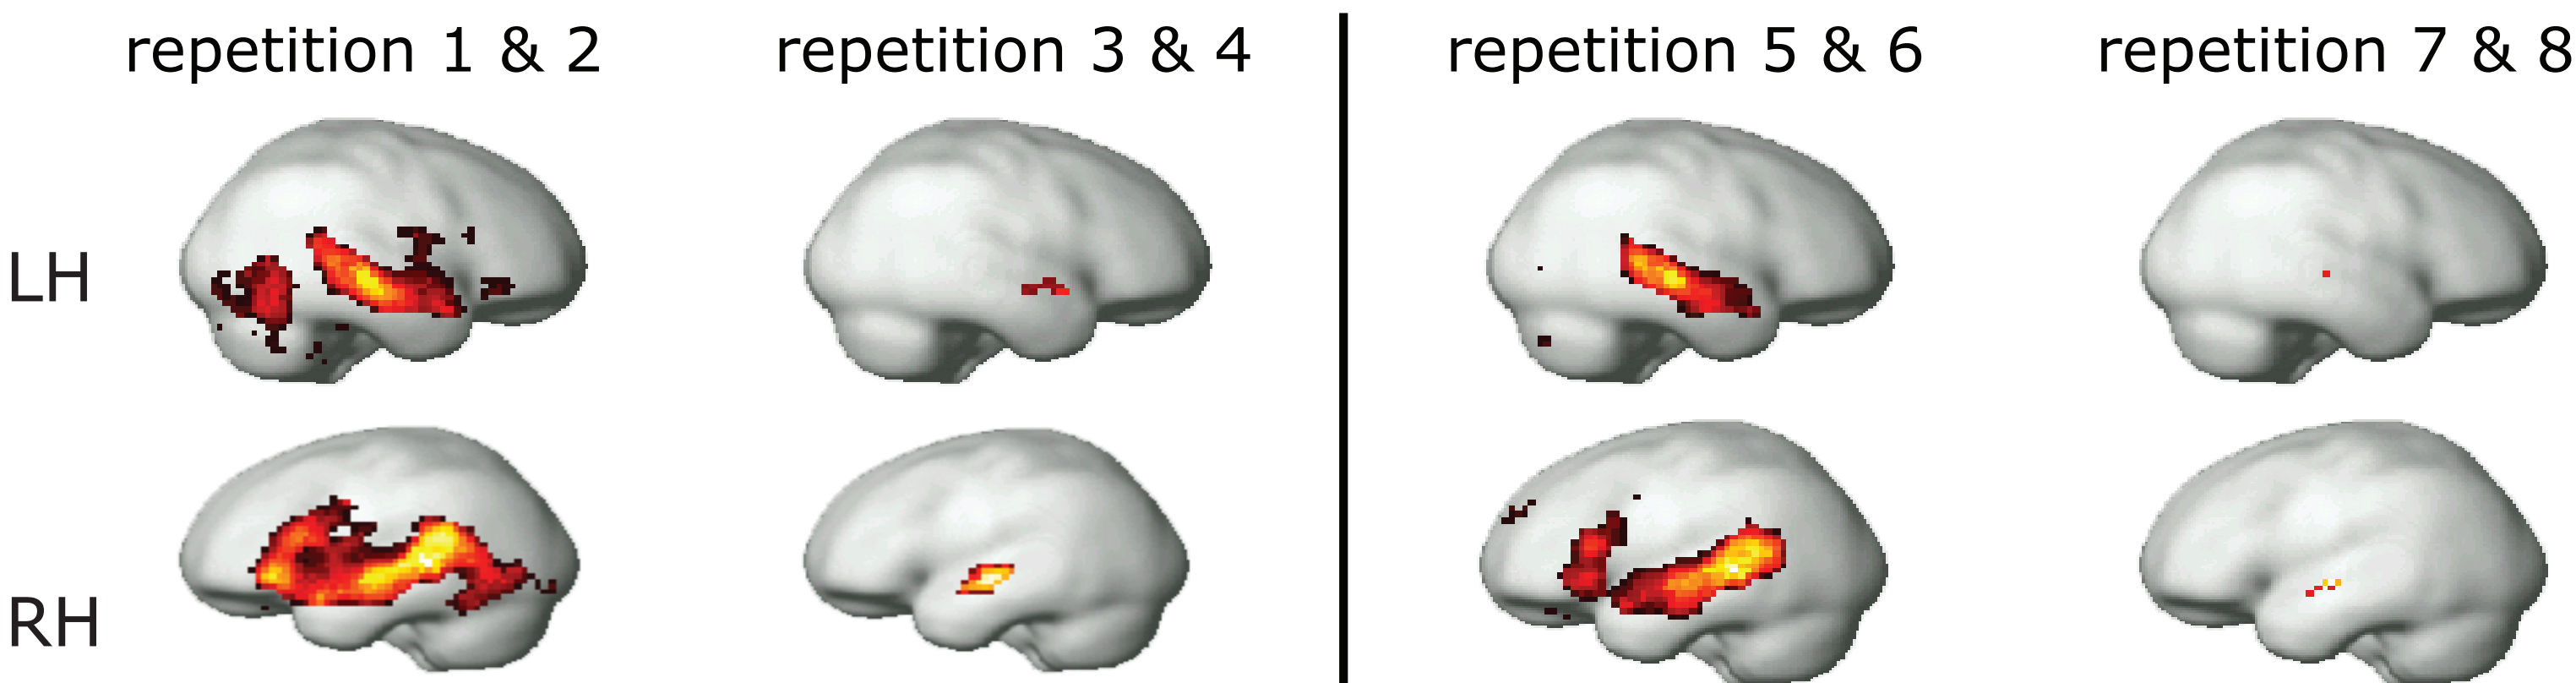 repetition 1 & 2
repetition 3 & 4
repetition 5 & 6
repetition 7 & 8
LH
RH